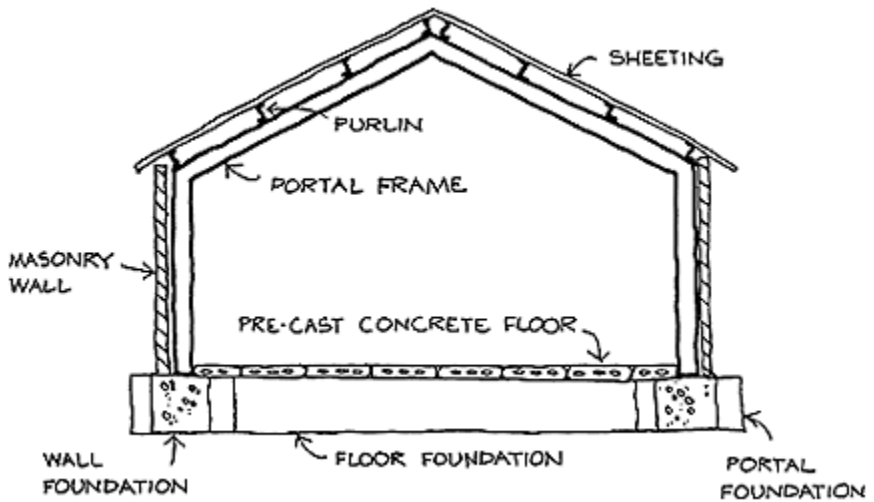 SHEETING
PURLIN
PORTAL FRAME
MASONRY
WALL
PRE-CAST CONCRETE FLOOR
WALL
FOUNDATION
FLOOR FOUNDATION
PORTAL
FOUNDATION